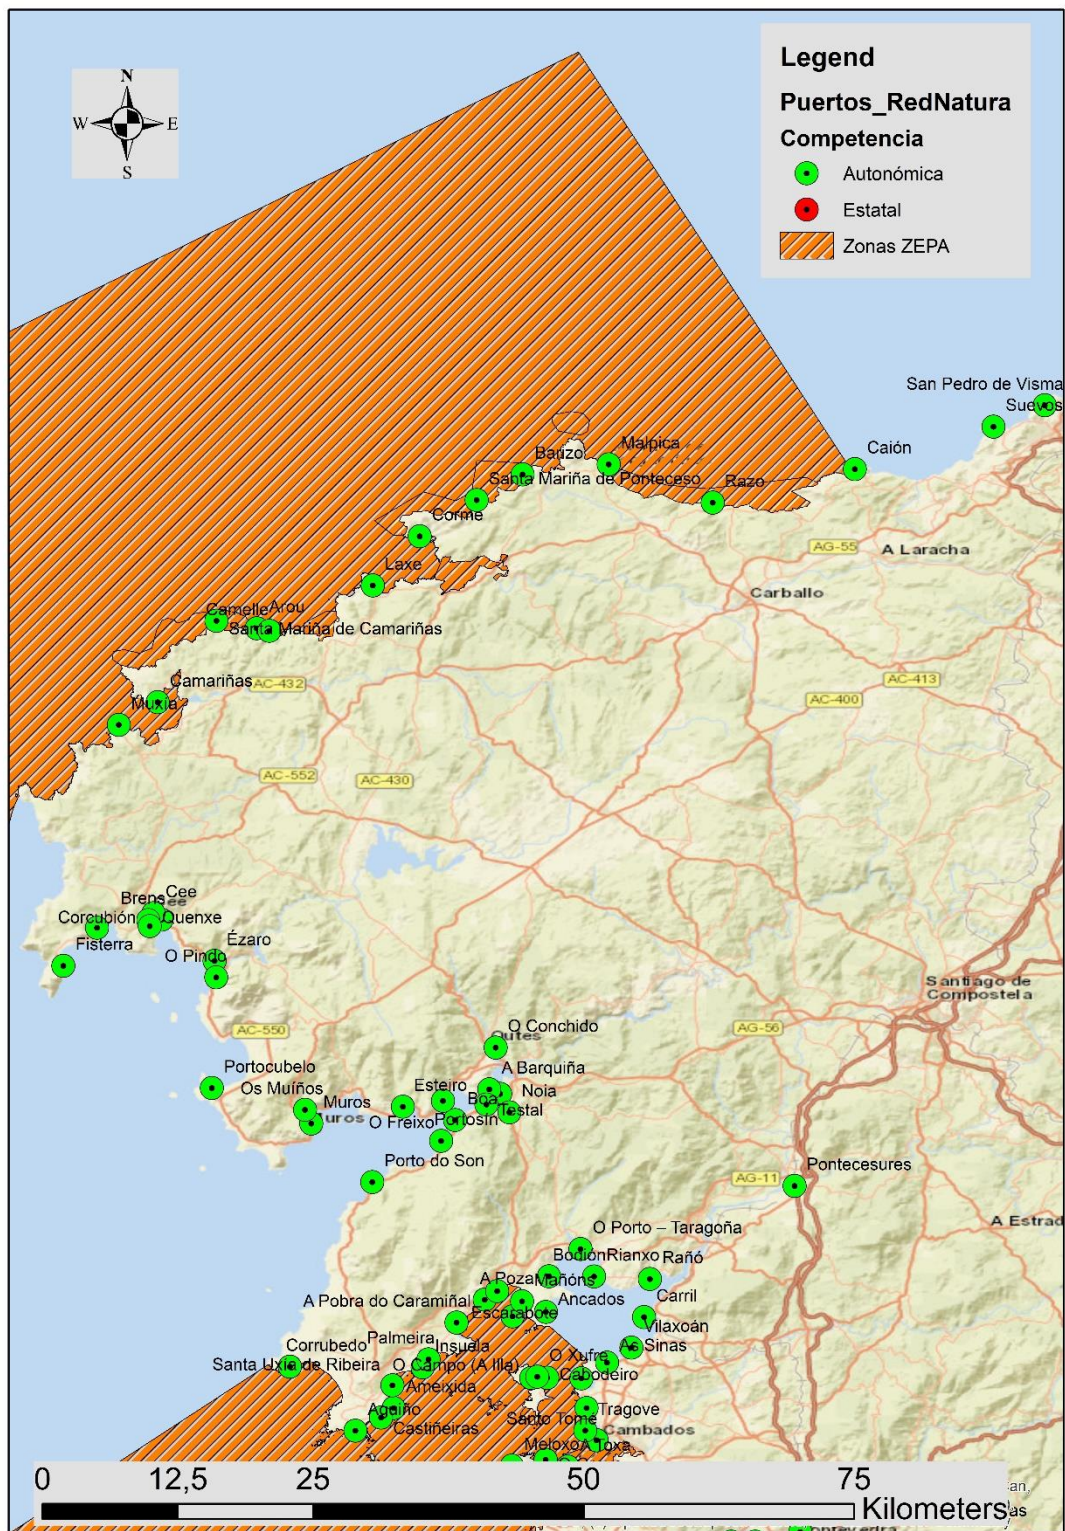 N
W E
S
Legend
Puertos_RedNatura
Competencia
Autonómica
Estatal
Zonas ZEPA
San Pedro de Visma
Suevos
Caión
Malpica
Barizo
Santa Mariña de Ponteceso
Razo
Corme
AG-55
A Laracha
Laxe
Carballo
Camelle
Arou
Santa Mariña de Camariñas
AC-413
Camariñas
AC-432
AC-400
Muxía
AC-552
AC-430
Cee
Brens
Corcubión
Quenxe
Fisterra
Ézaro
O Pindo
Santiago de
Compostela
AC-550
O Conchido
AG-56
Portocubelo
A Barquiña
Os Muíños
Esteiro
Noia
Muros
Boa
Testal
O Freixo
Portosín
Porto do Son
AG-11
Pontecesures
A Estrad
O Porto – Taragoña
Bodión
Rianxo
Rañó
A Poza
Mañóns
A Pobra do Caramiñal
Ancados
Carril
Escarabote
Vilaxoán
Palmeira
Corrubedo
Insuela
As Sinas
Santa Uxía de Ribeira
O Campo (A Illa)
O Xufre
Cabodeiro
Ameixida
Aguiño
Tragove
Santo Tomé
Castiñeiras
Cambados
Meloxo
A Toxa
0 12,5 25 50 75
Kilometers